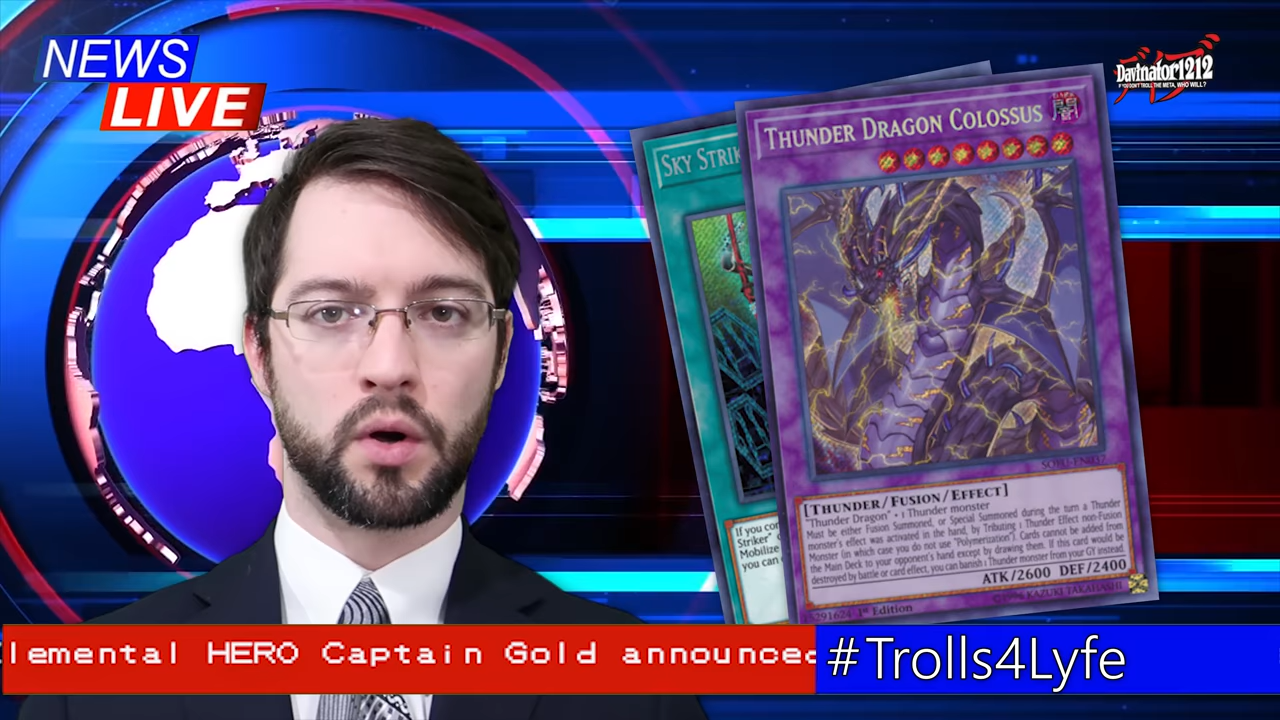 NEWS
LIVE
Davinator1212
IF YOU DON'T TROLL THE META, WHO WILL?
SKY STRIK
THUNDER DRAGON COLOSSUS
SOFU-EN037
[THUNDER/FUSION/EFFECT]
"Thunder Dragon" + 1 Thunder monster
Must be either Fusion Summoned, or Special Summoned during the turn a Thunder
monster's effect was activated in the hand, by Tributing 1 Thunder Effect non-Fusion
Monster (in which case you do not use "Polymerization"). Cards cannot be added from
the Main Deck to your opponent's hand except by drawing them. If this card would be
destroyed by battle or card effect, you can banish 1 Thunder monster from your GY instead.
ATK/2600 DEF/2400
1st Edition
©1996 KAZUKI TAKAHASHI
If you con
Striker"
Mobilize
you can
lemental HERO Captain Gold announced
#Trolls4Lyfe